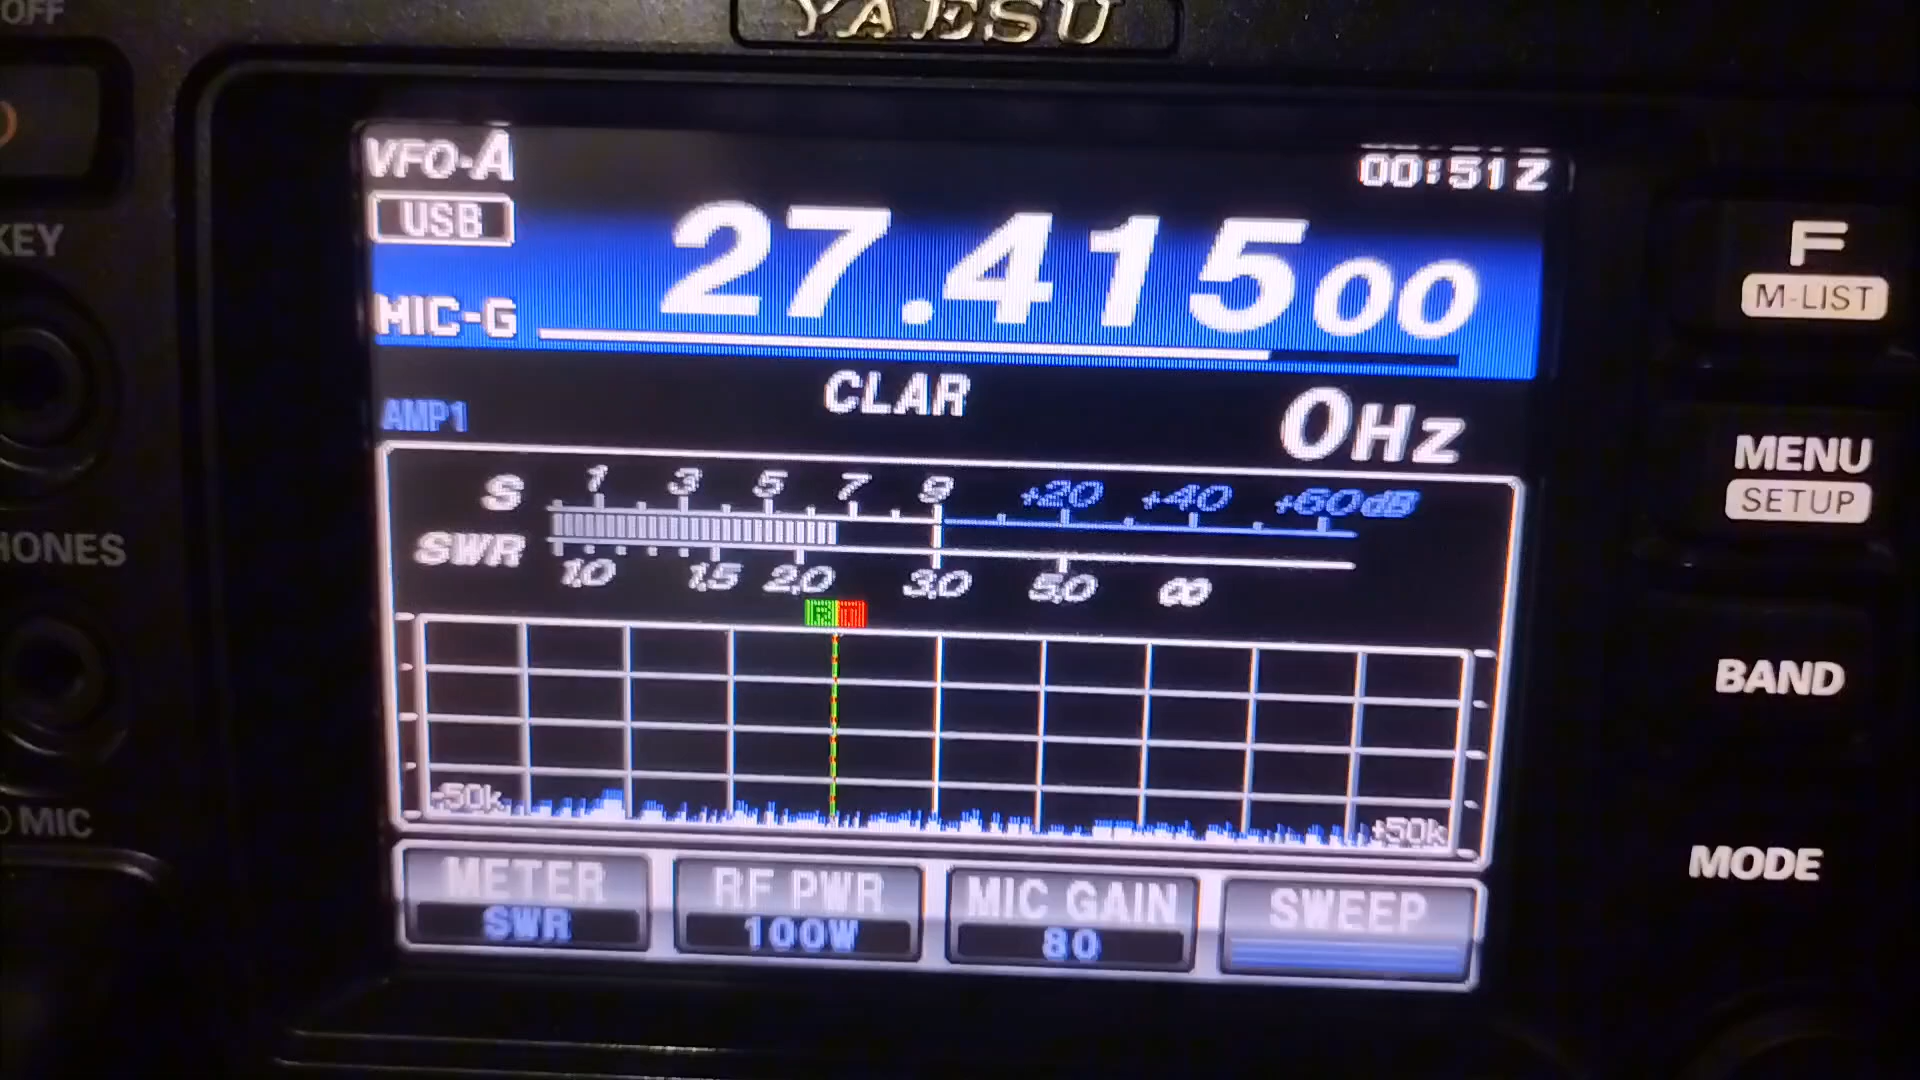 OFF
YAESU
VFO-A
00:51Z
USB
27.41500
KEY
F
M-LIST
MIC-G
CLAR
0Hz
AMP1
MENU
SETUP
S 1 3 5 7 9 +20 +40 +60dB
SWR
1.0 1.5 2.0 3.0 5.0 ∞
HONES
BAND
-50k
+50k
MIC
MODE
METER
SWR
RF PWR
100W
MIC GAIN
80
SWEEP